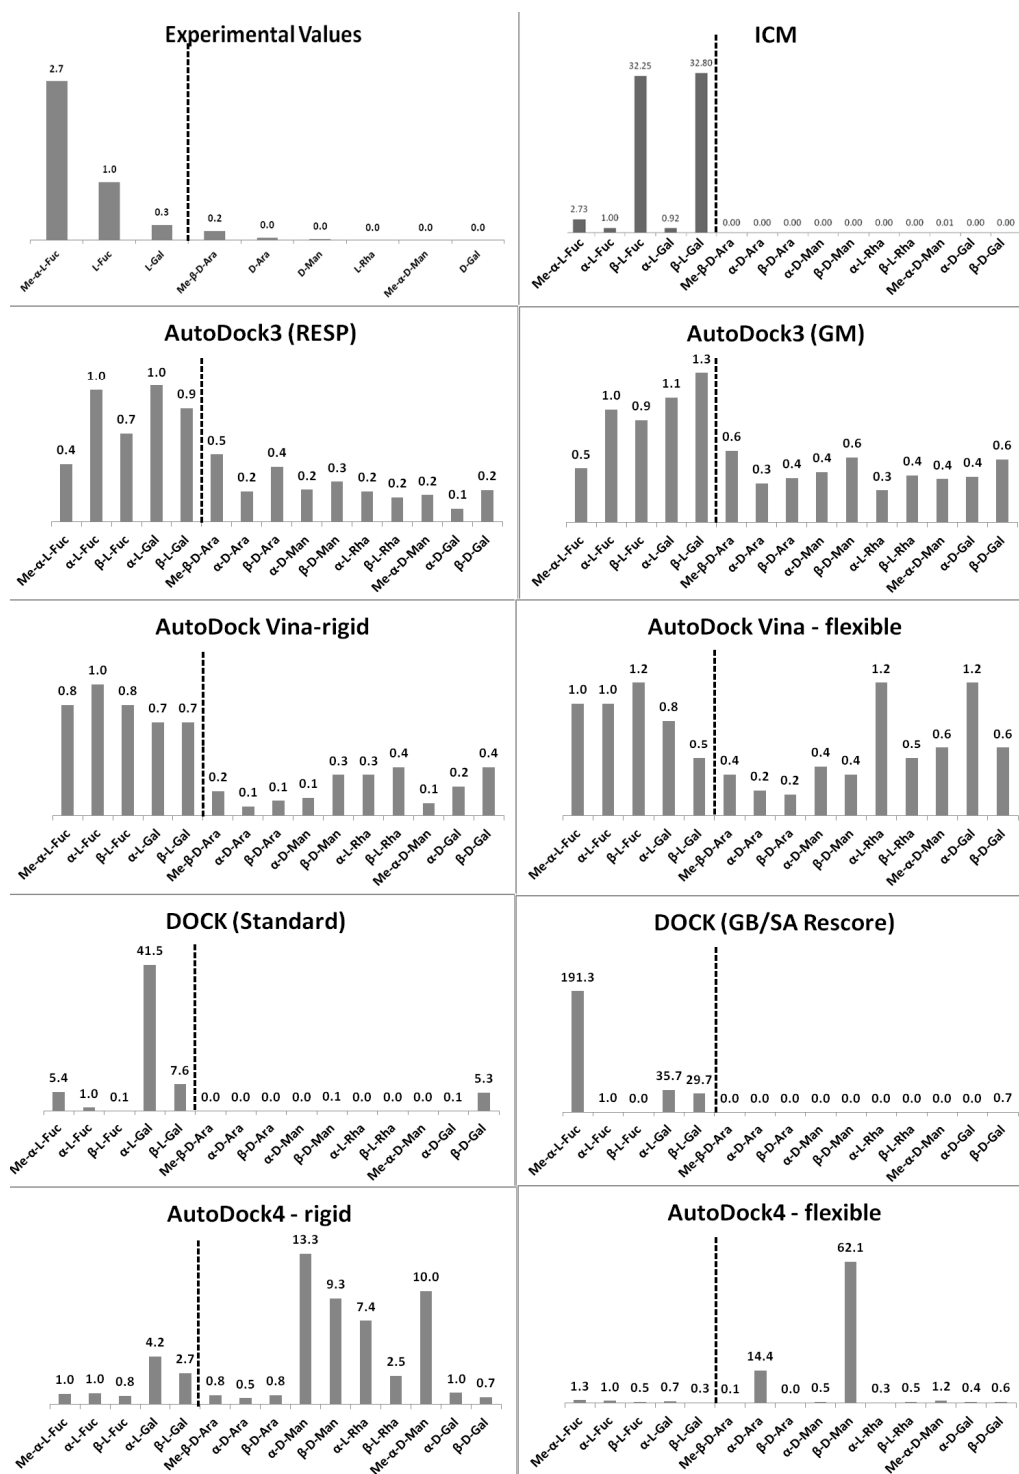 Experimental Values
2.7
1.0
0.3
0.2
0.0
0.0
0.0
0.0
0.0
Me-α-L-Fuc
L-Fuc
L-Gal
Me-β-D-Ara
D-Ara
D-Man
L-Rha
Me-α-D-Man
D-Gal
ICM
2.73
1.00
32.25
0.92
32.80
0.00
0.00
0.00
0.00
0.00
0.00
0.00
0.01
0.00
0.00
Me-α-L-Fuc
α-L-Fuc
β-L-Fuc
α-L-Gal
β-L-Gal
Me-β-D-Ara
α-D-Ara
β-D-Ara
α-D-Man
β-D-Man
α-L-Rha
β-L-Rha
Me-α-D-Man
α-D-Gal
β-D-Gal
AutoDock3 (RESP)
0.4
1.0
0.7
1.0
0.9
0.5
0.2
0.4
0.2
0.3
0.2
0.2
0.2
0.1
0.2
Me-α-L-Fuc
α-L-Fuc
β-L-Fuc
α-L-Gal
β-L-Gal
Me-β-D-Ara
α-D-Ara
β-D-Ara
α-D-Man
β-D-Man
α-L-Rha
β-L-Rha
Me-α-D-Man
α-D-Gal
β-D-Gal
AutoDock3 (GM)
0.5
1.0
0.9
1.1
1.3
0.6
0.3
0.4
0.4
0.6
0.3
0.4
0.4
0.4
0.6
Me-α-L-Fuc
α-L-Fuc
β-L-Fuc
α-L-Gal
β-L-Gal
Me-β-D-Ara
α-D-Ara
β-D-Ara
α-D-Man
β-D-Man
α-L-Rha
β-L-Rha
Me-α-D-Man
α-D-Gal
β-D-Gal
AutoDock Vina-rigid
0.8
1.0
0.8
0.7
0.7
0.2
0.1
0.1
0.1
0.3
0.3
0.4
0.1
0.2
0.4
Me-α-L-Fuc
α-L-Fuc
β-L-Fuc
α-L-Gal
β-L-Gal
Me-β-D-Ara
α-D-Ara
β-D-Ara
α-D-Man
β-D-Man
α-L-Rha
β-L-Rha
Me-α-D-Man
α-D-Gal
β-D-Gal
AutoDock Vina - flexible
1.0
1.0
1.2
0.8
0.5
0.4
0.2
0.2
0.4
0.4
1.2
0.5
0.6
1.2
0.6
Me-α-L-Fuc
α-L-Fuc
β-L-Fuc
α-L-Gal
β-L-Gal
Me-β-D-Ara
α-D-Ara
β-D-Ara
α-D-Man
β-D-Man
α-L-Rha
β-L-Rha
Me-α-D-Man
α-D-Gal
β-D-Gal
DOCK (Standard)
5.4
1.0
0.1
41.5
7.6
0.0
0.0
0.0
0.0
0.1
0.0
0.0
0.0
0.1
5.3
Me-α-L-Fuc
α-L-Fuc
β-L-Fuc
α-L-Gal
β-L-Gal
Me-β-D-Ara
α-D-Ara
β-D-Ara
α-D-Man
β-D-Man
α-L-Rha
β-L-Rha
Me-α-D-Man
α-D-Gal
β-D-Gal
DOCK (GB/SA Rescore)
191.3
1.0
0.0
35.7
29.7
0.0
0.0
0.0
0.0
0.0
0.0
0.0
0.0
0.0
0.7
Me-α-L-Fuc
α-L-Fuc
β-L-Fuc
α-L-Gal
β-L-Gal
Me-β-D-Ara
α-D-Ara
β-D-Ara
α-D-Man
β-D-Man
α-L-Rha
β-L-Rha
Me-α-D-Man
α-D-Gal
β-D-Gal
AutoDock4 - rigid
1.0
1.0
0.8
4.2
2.7
0.8
0.5
0.8
13.3
9.3
7.4
2.5
10.0
1.0
0.7
Me-α-L-Fuc
α-L-Fuc
β-L-Fuc
α-L-Gal
β-L-Gal
Me-β-D-Ara
α-D-Ara
β-D-Ara
α-D-Man
β-D-Man
α-L-Rha
β-L-Rha
Me-α-D-Man
α-D-Gal
β-D-Gal
AutoDock4 - flexible
1.3
1.0
0.5
0.7
0.3
0.1
14.4
0.0
0.5
62.1
0.3
0.5
1.2
0.4
0.6
Me-α-L-Fuc
α-L-Fuc
β-L-Fuc
α-L-Gal
β-L-Gal
Me-β-D-Ara
α-D-Ara
β-D-Ara
α-D-Man
β-D-Man
α-L-Rha
β-L-Rha
Me-α-D-Man
α-D-Gal
β-D-Gal